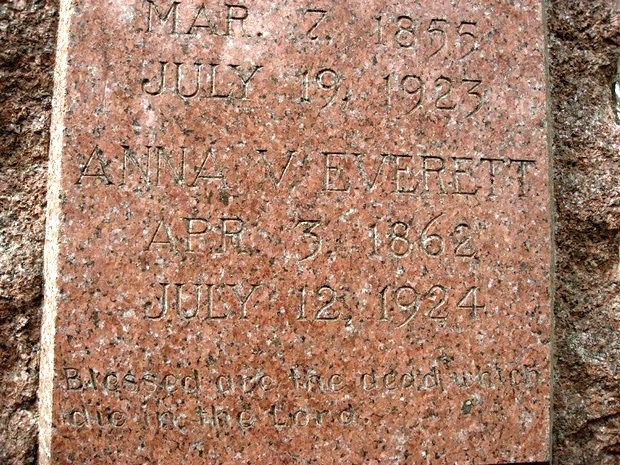 MAR. 7. 1855
JULY 19, 1923
ANNA V. EVERETT
APR. 3, 1862
JULY 12, 1924
Blessed are the dead which
die in the Lord.